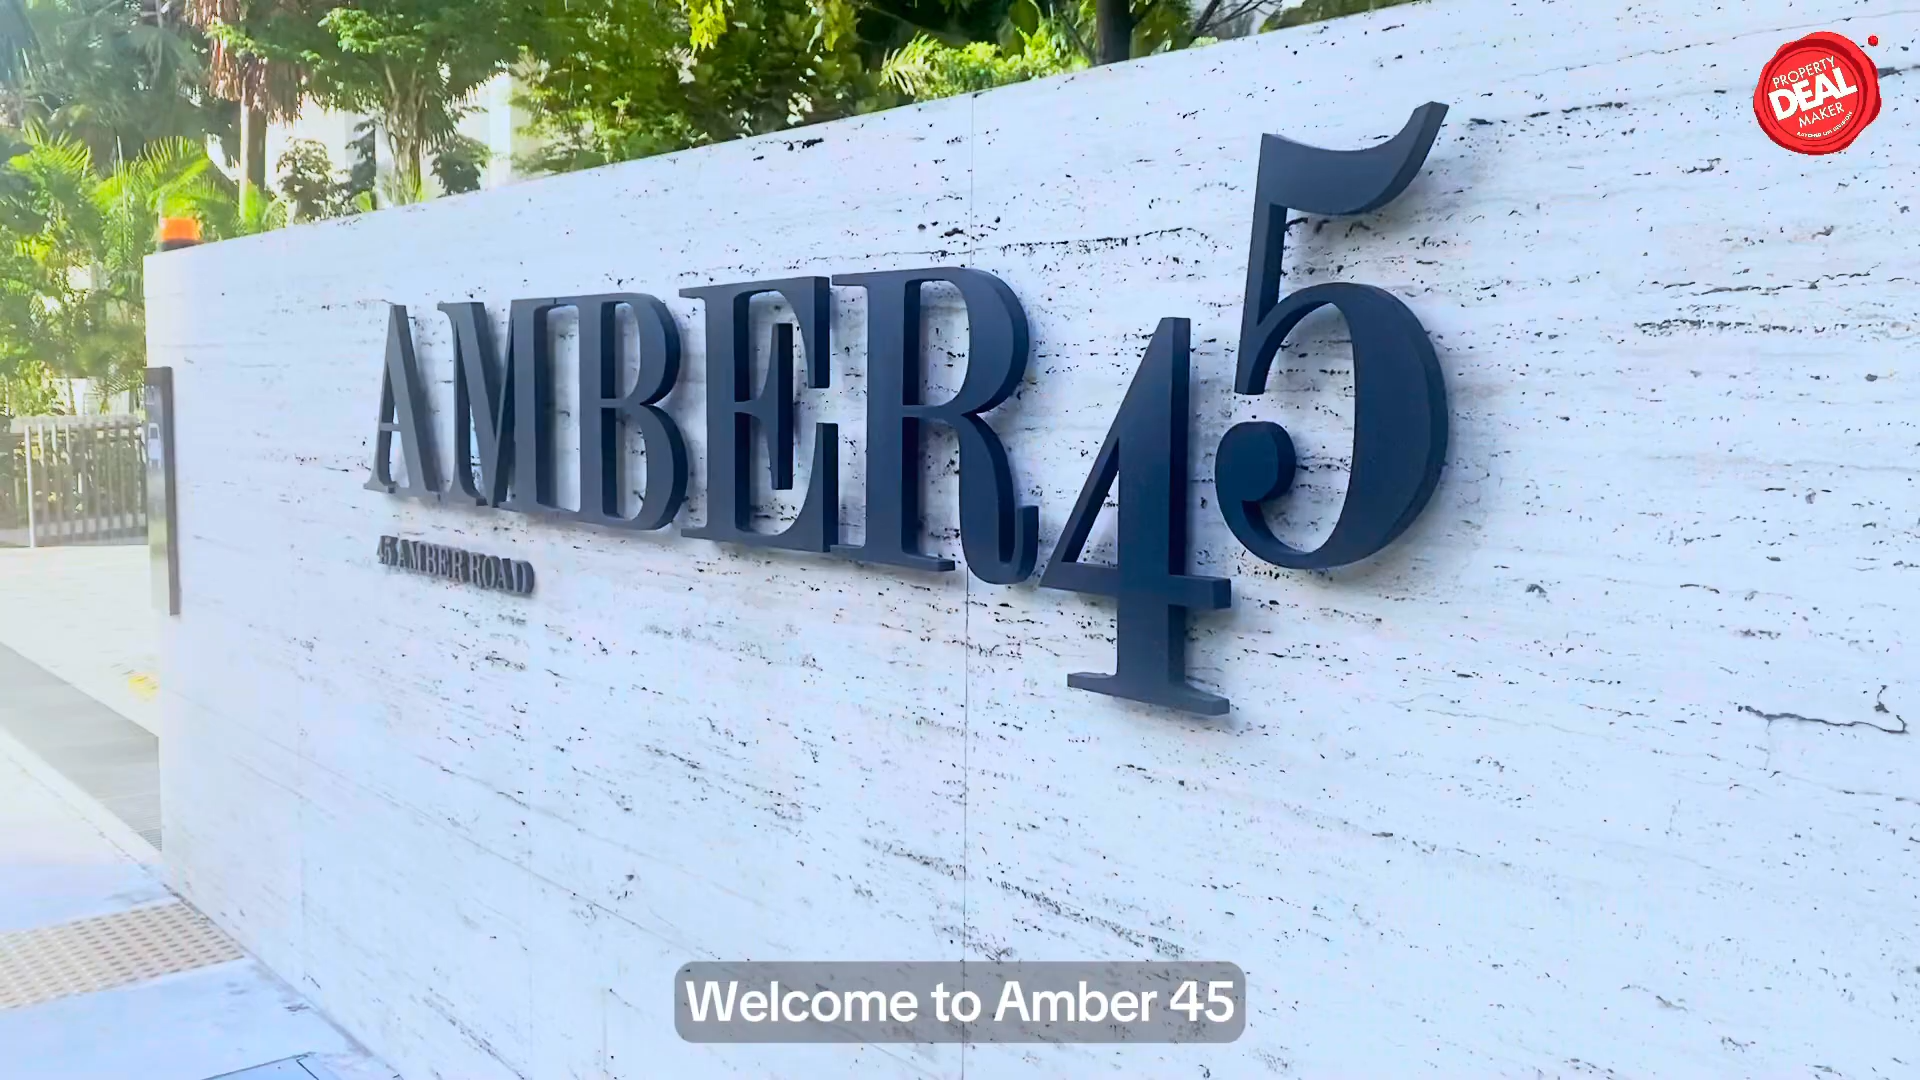 PROPERTY
DEAL
MAKER
AMBER45
45 AMBER ROAD
Welcome to Amber 45